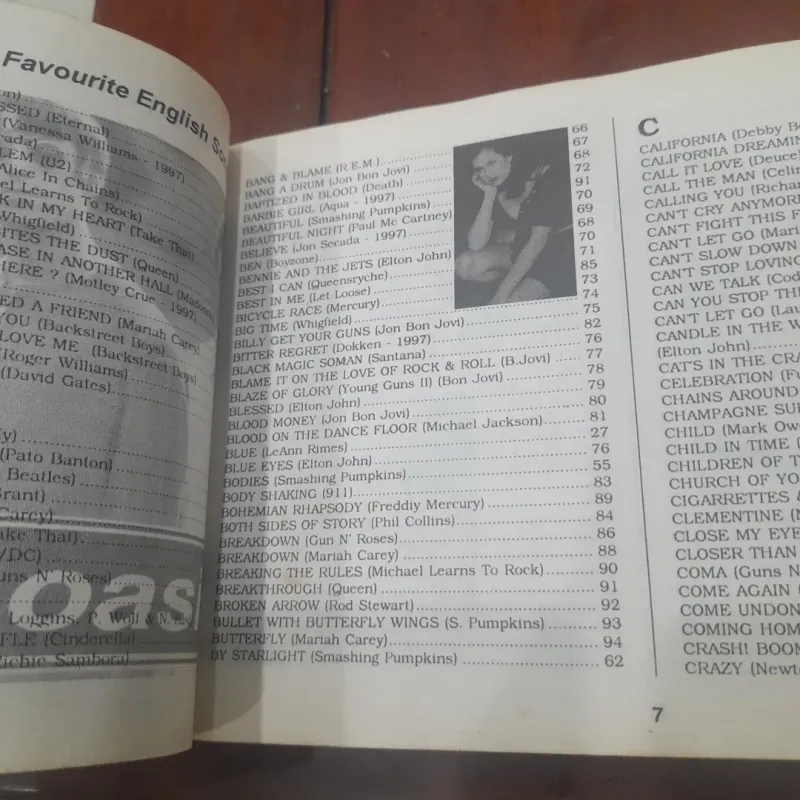 Favourite English
SSED (Eternal)
(Vanessa Williams - 1997)
LEM (U2)
Alice In Chains)
el Learns To Rock)
K IN MY HEART (Take That)
Whigfield)
BITES THE DUST (Queen)
ASE IN ANOTHER HALL
HERE ? (Motley Crue - 1997)
ED A FRIEND (Mariah Carey)
YOU (Backstreet Boys)
LOVE ME (Backstreet Boys)
(Roger Williams)
(David Gates)
(Pato Banton)
Beatles)
Grant)
Carey)
ake That)
/DC)
uns N' Roses)
oas
Loggins, P. Wolf & N.
FLE (Cinderella)
Richie Sambora)
BANG & BLAME (R.E.M.) 66
BANG A DRUM (Jon Bon Jovi) 67
BAPTIZED IN BLOOD (Death) 68
BARBIE GIRL (Aqua - 1997) 72
BEAUTIFUL (Smashing Pumpkins) 91
BEAUTIFUL NIGHT (Paul Mc Cartney) 70
BELIEVE (Jon Secada - 1997) 69
BEN (Boyzone) 68
BENNIE AND THE JETS (Elton John) 70
BEST I CAN (Queensryche) 71
BEST IN ME (Let Loose) 85
BICYCLE RACE (Mercury) 73
BIG TIME (Whigfield) 74
BILLY GET YOUR GUNS (Jon Bon Jovi) 75
BITTER REGRET (Dokken - 1997) 82
BLACK MAGIC SOMAN (Santana) 76
BLAME IT ON THE LOVE OF ROCK & ROLL (B.Jovi) 77
BLAZE OF GLORY (Young Guns II) (Bon Jovi) 78
BLESSED (Elton John) 79
BLOOD MONEY (Jon Bon Jovi) 80
BLOOD ON THE DANCE FLOOR (Michael Jackson) 81
BLUE (LeAnn Rimes) 27
BLUE EYES (Elton John) 76
BODIES (Smashing Pumpkins) 55
BODY SHAKING (911) 83
BOHEMIAN RHAPSODY (Freddiy Mercury) 89
BOTH SIDES OF STORY (Phil Collins) 84
BREAKDOWN (Gun N' Roses) 86
BREAKDOWN (Mariah Carey) 88
BREAKING THE RULES (Michael Learns To Rock) 90
BREAKTHROUGH (Queen) 91
BROKEN ARROW (Rod Stewart) 92
BULLET WITH BUTTERFLY WINGS (S. Pumpkins) 93
BUTTERFLY (Mariah Carey) 94
BY STARLIGHT (Smashing Pumpkins) 62
C
CALIFORNIA (Debby Bo
CALIFORNIA DREAMIN
CALL IT LOVE (Deuce
CALL THE MAN (Celin
CALLING YOU (Richar
CAN'T CRY ANYMOR
CAN'T FIGHT THIS F
CAN'T LET GO (Mari
CAN'T SLOW DOWN
CAN'T STOP LOVING
CAN WE TALK (Cod
CAN YOU STOP TH
CAN'T LET GO (Lau
CANDLE IN THE W
(Elton John)
CAT'S IN THE CRA
CELEBRATION (Fu
CHAINS AROUND
CHAMPAGNE SUP
CHILD (Mark Ow
CHILD IN TIME (
CHILDREN OF T
CHURCH OF YO
CIGARRETTES &
CLEMENTINE (
CLOSE MY EYE
CLOSER THAN
COMA (Guns N
COME AGAIN (
COME UNDON
COMING HOM
CRASH! BOOM
CRAZY (Newt
7